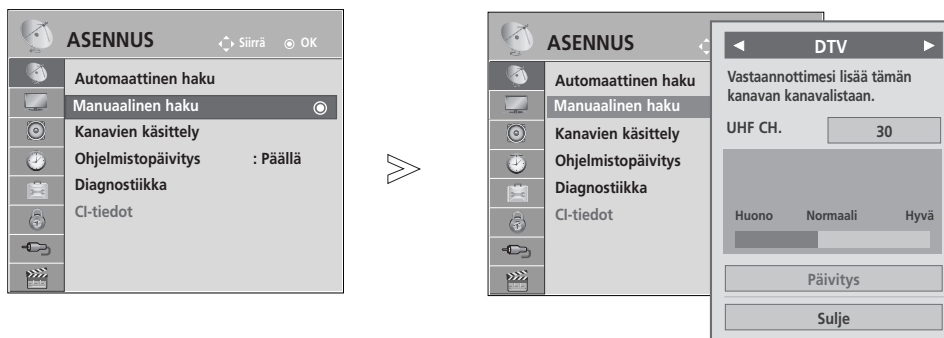 ASENNUS Siirrä OK
Automaattinen haku
Manuaalinen haku
Kanavien käsittely
Ohjelmistopäivitys : Päällä
Diagnostiikka
CI-tiedot
ASENNUS
Automaattinen haku
Manuaalinen haku
Kanavien käsittely
Ohjelmistopäivitys
Diagnostiikka
CI-tiedot
DTV
Vastaannottimesi lisää tämän
kanavan kanavalistaan.
UHF CH. 30
Huono Normaali Hyvä
Päivitys
Sulje